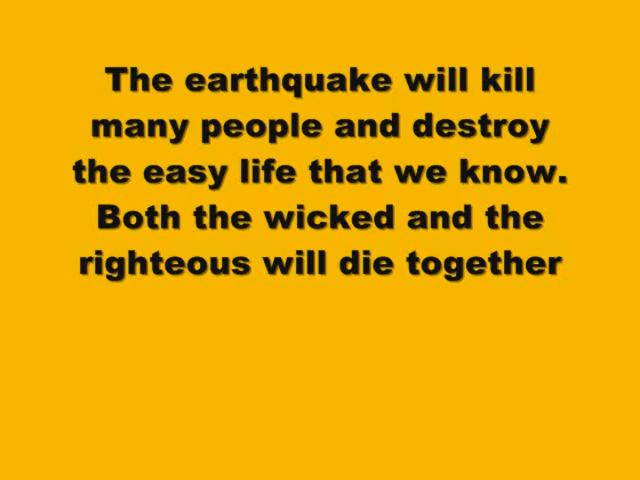 The earthquake will kill
many people and destroy
the easy life that we know.
Both the wicked and the
righteous will die together